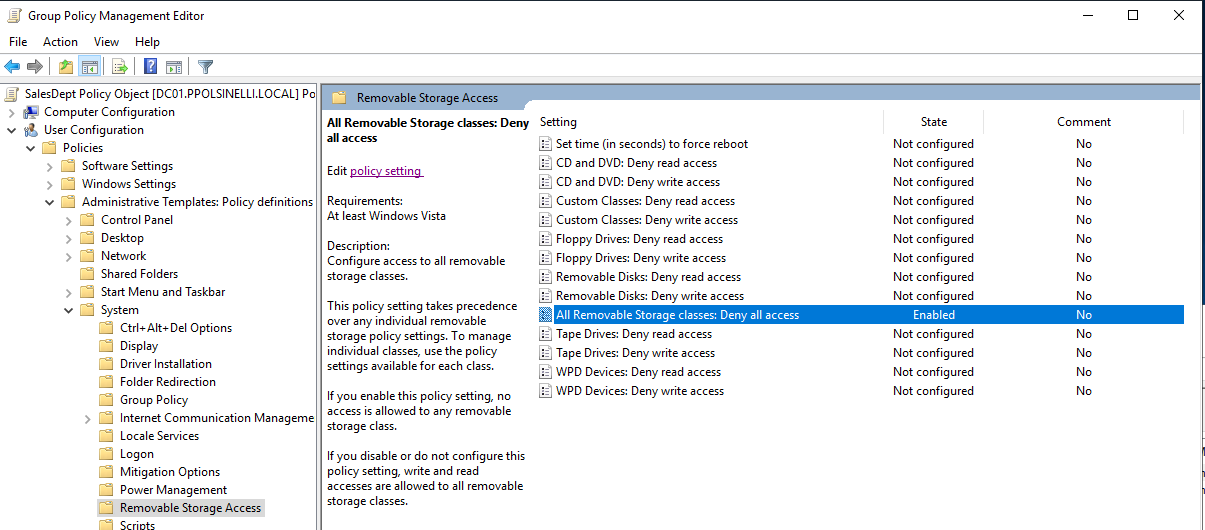 Group Policy Management Editor
File Action View Help
SalesDept Policy Object [DC01.PPOLSINELLI.LOCAL] Po
Computer Configuration
User Configuration
Policies
Software Settings
Windows Settings
Administrative Templates: Policy definitions
Control Panel
Desktop
Network
Shared Folders
Start Menu and Taskbar
System
Ctrl+Alt+Del Options
Display
Driver Installation
Folder Redirection
Group Policy
Internet Communication Manageme
Locale Services
Logon
Mitigation Options
Power Management
Removable Storage Access
Scripts
Removable Storage Access
All Removable Storage classes: Deny
all access
Edit policy setting
Requirements:
At least Windows Vista
Description:
Configure access to all removable
storage classes.
This policy setting takes precedence
over any individual removable
storage policy settings. To manage
individual classes, use the policy
settings available for each class.
If you enable this policy setting, no
access is allowed to any removable
storage class.
If you disable or do not configure this
policy setting, write and read
accesses are allowed to all removable
storage classes.
Setting State Comment
Set time (in seconds) to force reboot Not configured No
CD and DVD: Deny read access Not configured No
CD and DVD: Deny write access Not configured No
Custom Classes: Deny read access Not configured No
Custom Classes: Deny write access Not configured No
Floppy Drives: Deny read access Not configured No
Floppy Drives: Deny write access Not configured No
Removable Disks: Deny read access Not configured No
Removable Disks: Deny write access Not configured No
All Removable Storage classes: Deny all access Enabled No
Tape Drives: Deny read access Not configured No
Tape Drives: Deny write access Not configured No
WPD Devices: Deny read access Not configured No
WPD Devices: Deny write access Not configured No